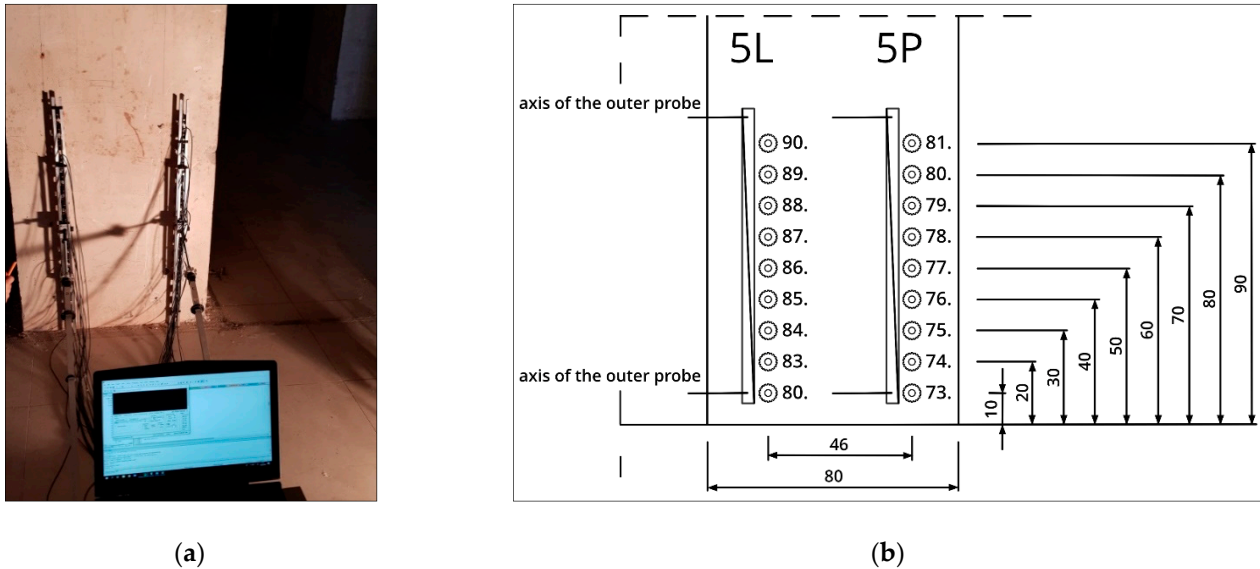 5L 5P
axis of the outer probe
90. 81.
89. 80.
88. 79.
87. 78.
86. 77.
85. 76.
84. 75.
83. 74.
axis of the outer probe
80. 73.
10 20 30 40 50 60 70 80 90
46
80
(a) (b)